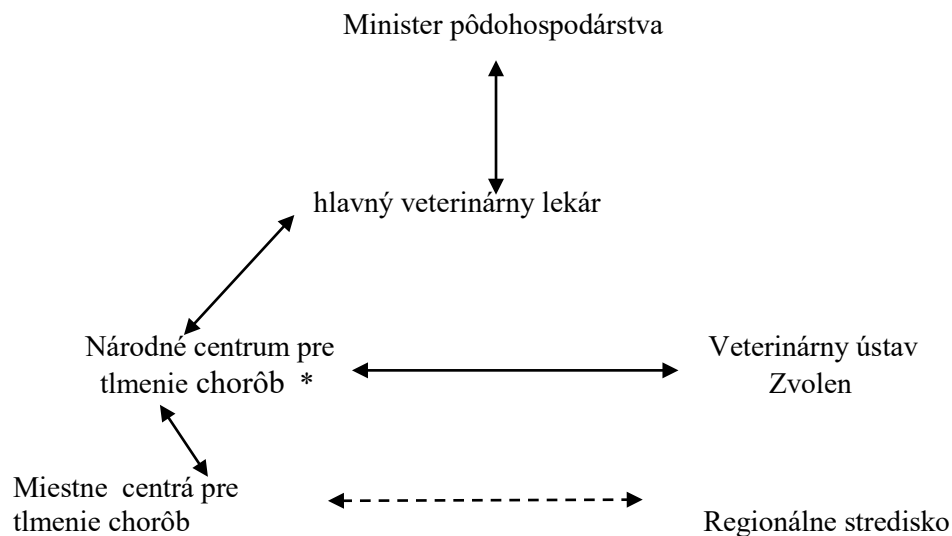 Minister pôdohospodárstva
hlavný veterinárny lekár
Národné centrum pre
tlmenie chorôb *
Veterinárny ústav
Zvolen
Miestne centrá pre
tlmenie chorôb
Regionálne stredisko